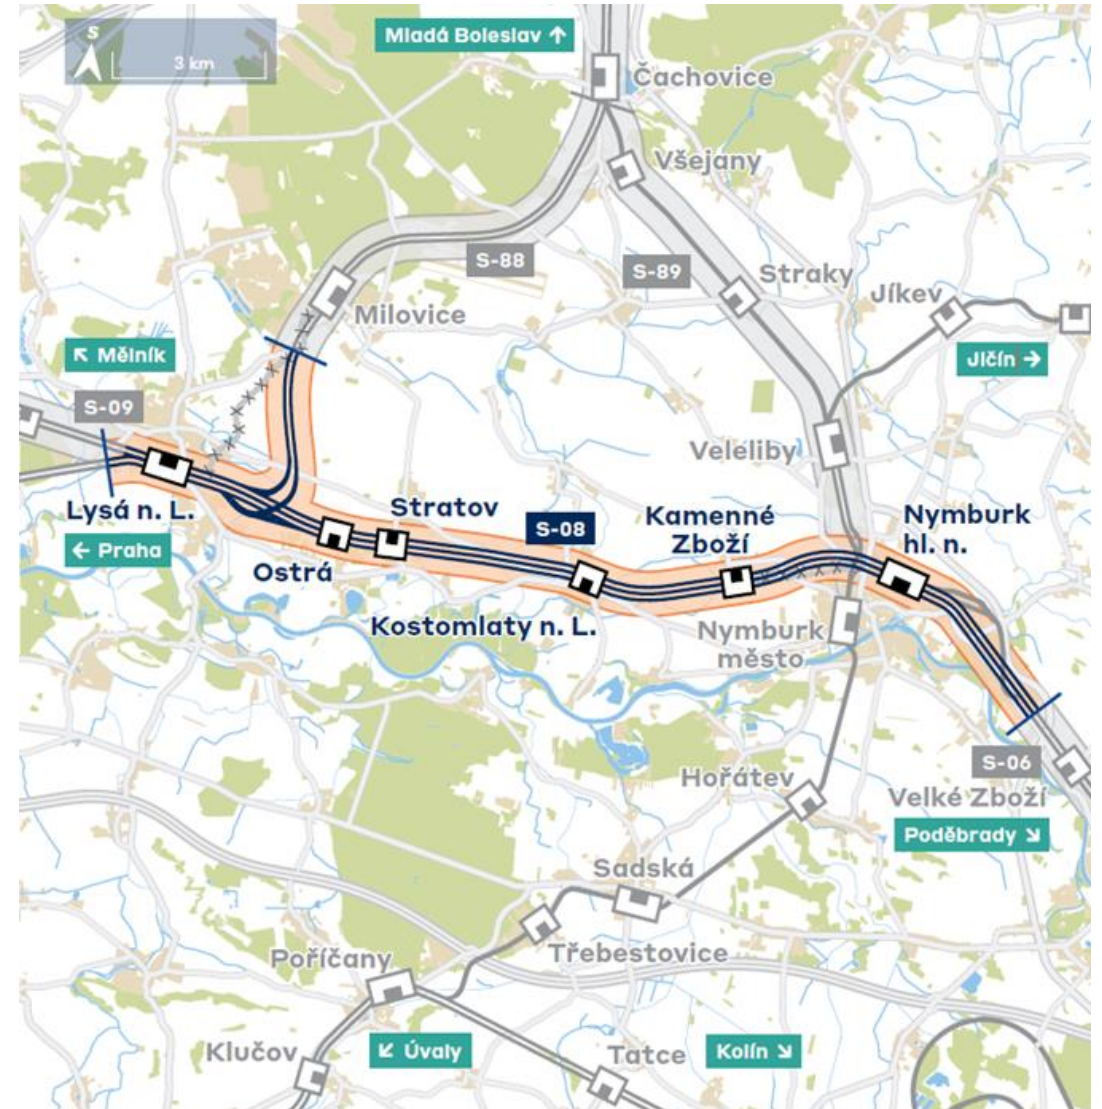 S
3 km
Mladá Boleslav ↑
Čachovice
Všejany
S-88
S-89
Straky
Jíkev
Milovice
↖ Mělník
Jičín →
S-09
Veleliby
Lysá n. L.
Stratov
S-08
Kamenné
Zboží
Nymburk
hl. n.
← Praha
Ostrá
Kostomlaty n. L.
Nymburk
město
S-06
Hořátev
Velké Zboží
Poděbrady ↘
Sadská
Poříčany
Třebestovice
Klučov
↙ Úvaly
Tatce
Kolín ↘